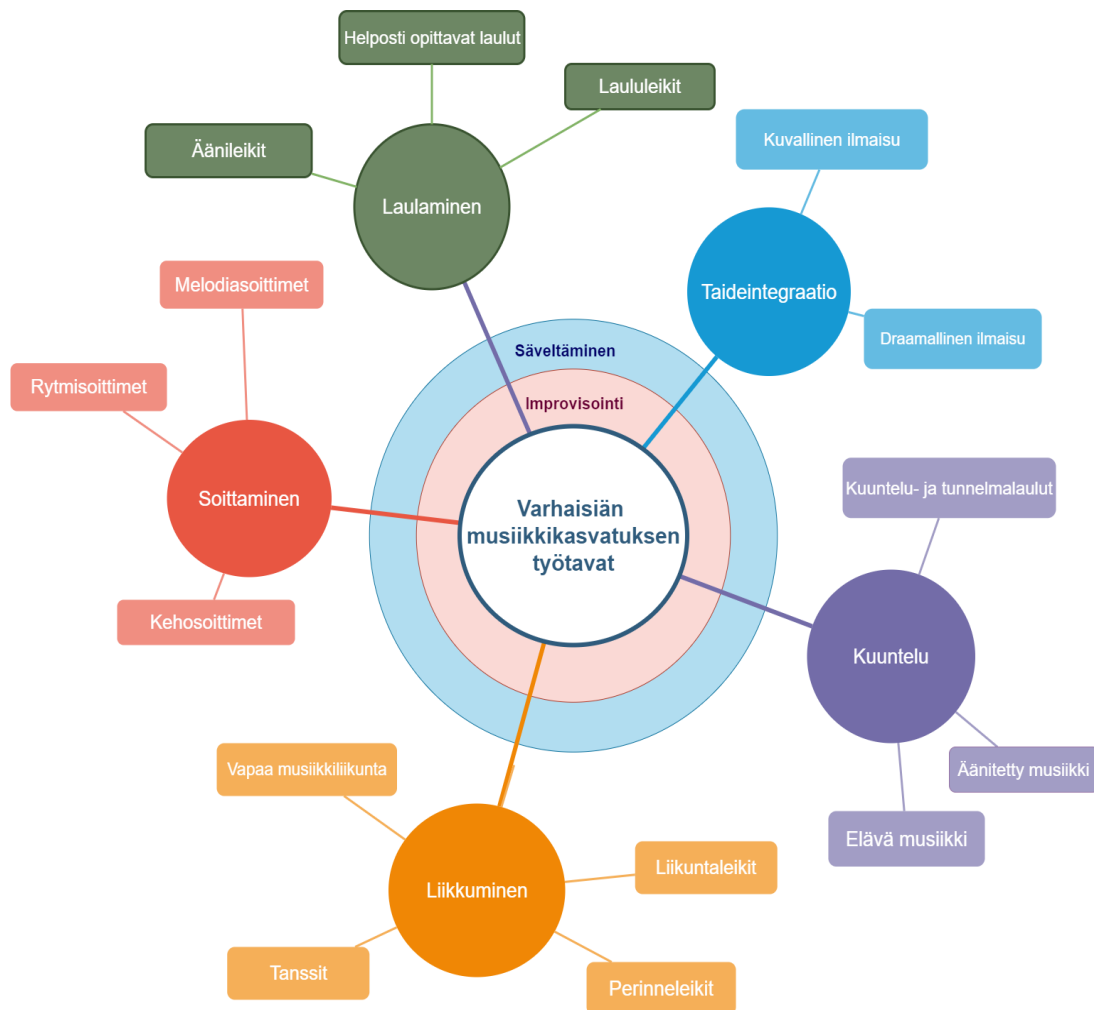 Helposti opittavat laulut
Laululeikit
Äänileikit
Laulaminen
Kuvallinen ilmaisu
Taideintegraatio
Draamallinen ilmaisu
Melodiasoittimet
Rytmisoittimet
Soittaminen
Kehosoittimet
Säveltäminen
Improvisointi
Varhaisiän
musiikkikasvatuksen
työtavat
Kuuntelu- ja tunnelmalaulut
Kuuntelu
Äänitetty musiikki
Elävä musiikki
Vapaa musiikkiliikunta
Liikuntaleikit
Liikkuminen
Tanssit
Perinneleikit